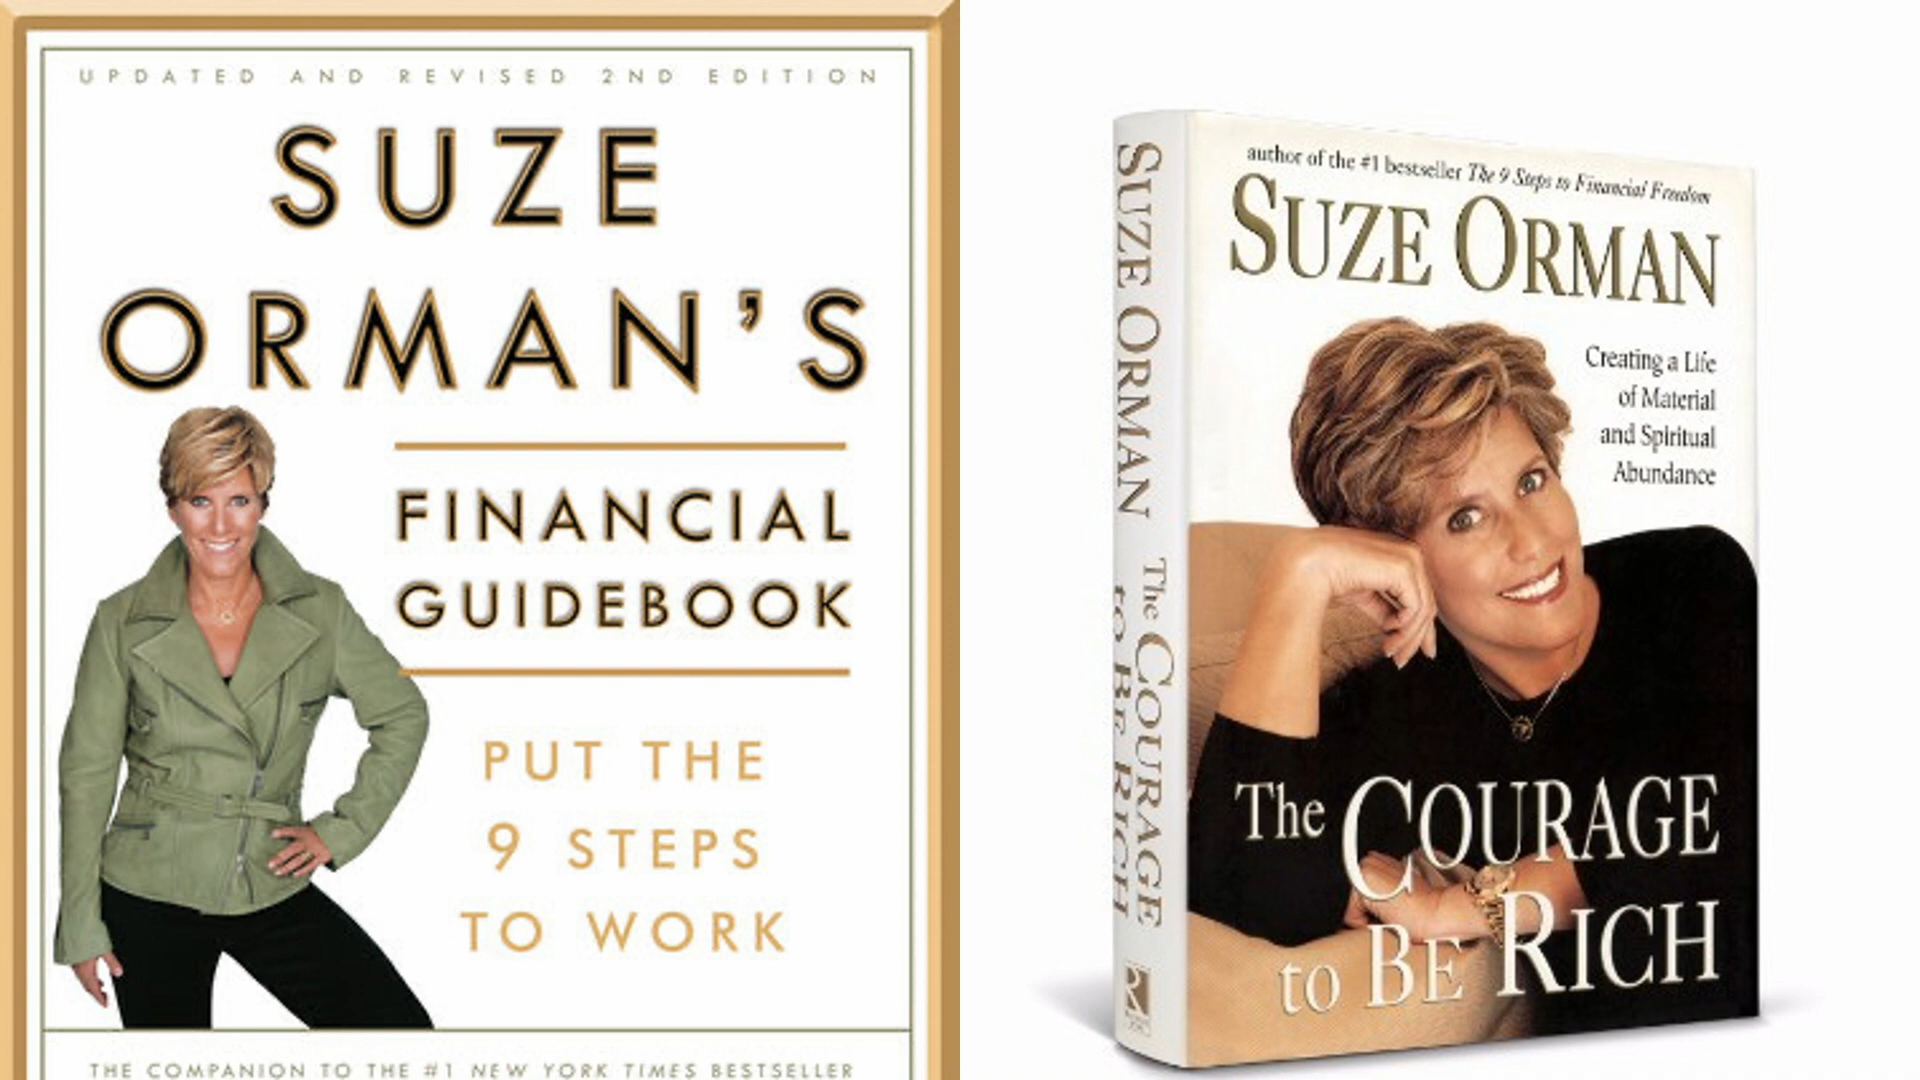 UPDATED AND REVISED 2ND EDITION
SUZE
ORMAN'S
FINANCIAL
GUIDEBOOK
PUT THE
9 STEPS
TO WORK
THE COMPANION TO THE #1 NEW YORK TIMES BESTSELLER
SUZE ORMAN The COURAGE
to BE RICH
author of the #1 bestseller The 9 Steps to Financial Freedom
SUZE ORMAN
Creating a Life
of Material
and Spiritual
Abundance
The COURAGE
to BE RICH